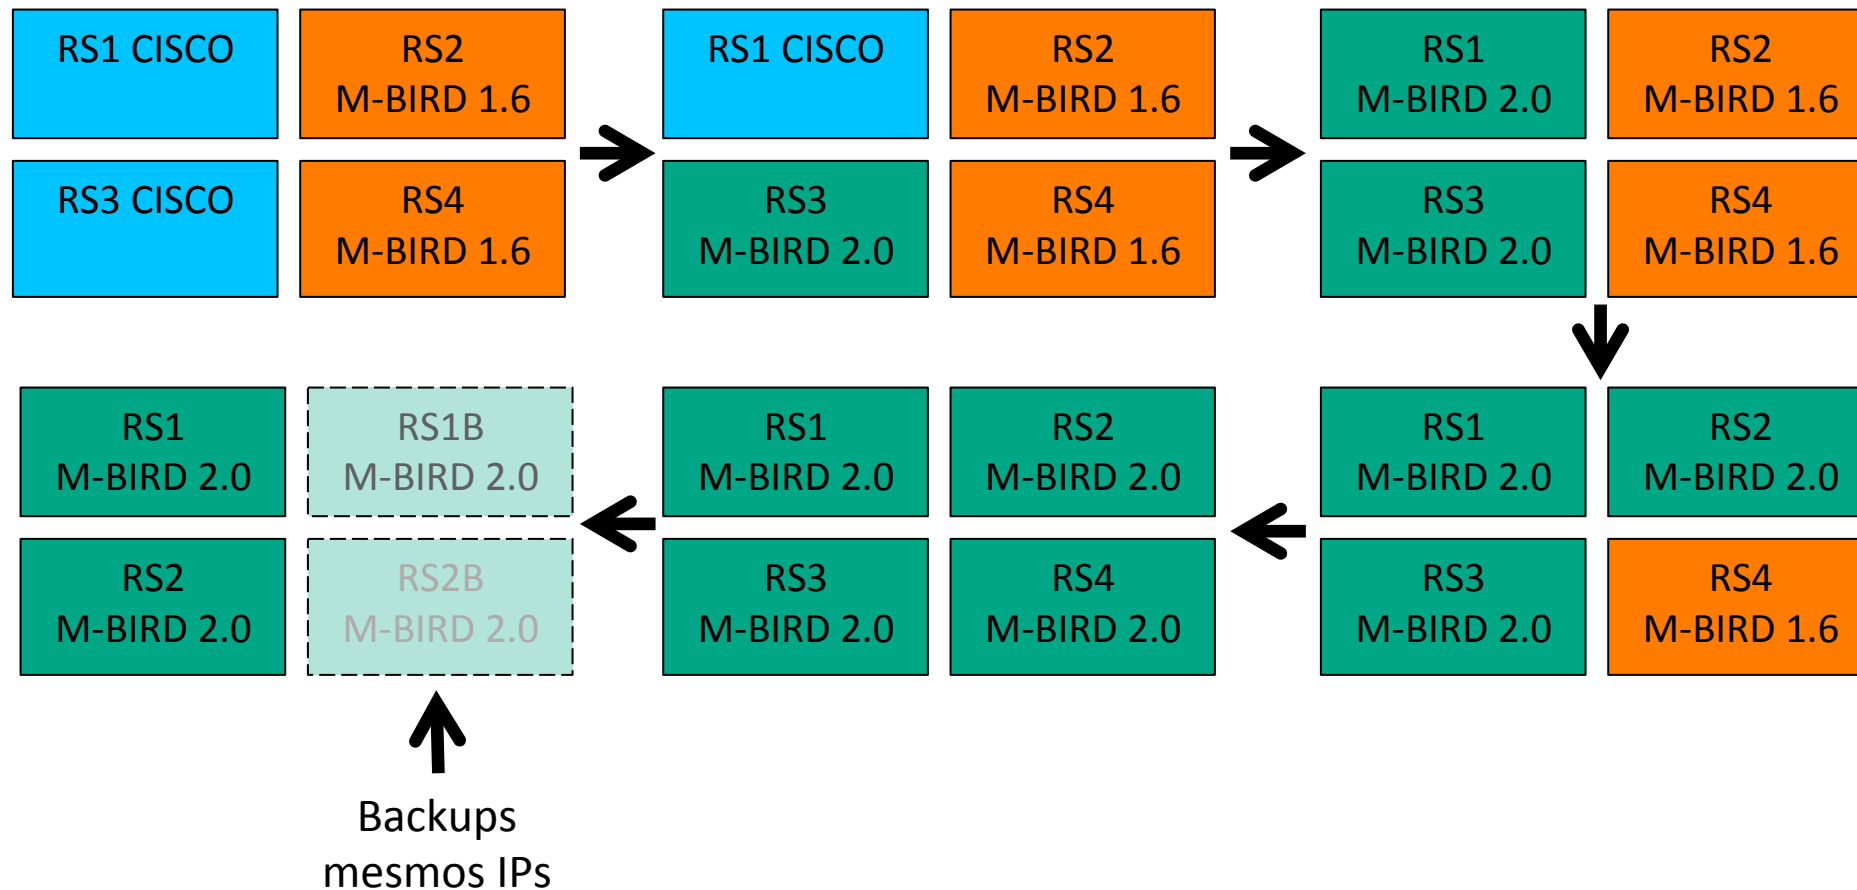 RS1 CISCO
RS2
M-BIRD 1.6
RS3 CISCO
RS4
M-BIRD 1.6
RS1 CISCO
RS2
M-BIRD 1.6
RS3
M-BIRD 2.0
RS4
M-BIRD 1.6
RS1
M-BIRD 2.0
RS2
M-BIRD 1.6
RS3
M-BIRD 2.0
RS4
M-BIRD 1.6
RS1
M-BIRD 2.0
RS2
M-BIRD 2.0
RS3
M-BIRD 2.0
RS4
M-BIRD 1.6
RS1
M-BIRD 2.0
RS2
M-BIRD 2.0
RS3
M-BIRD 2.0
RS4
M-BIRD 2.0
RS1
M-BIRD 2.0
RS1B
M-BIRD 2.0
RS2
M-BIRD 2.0
RS2B
M-BIRD 2.0
Backups
mesmos IPs